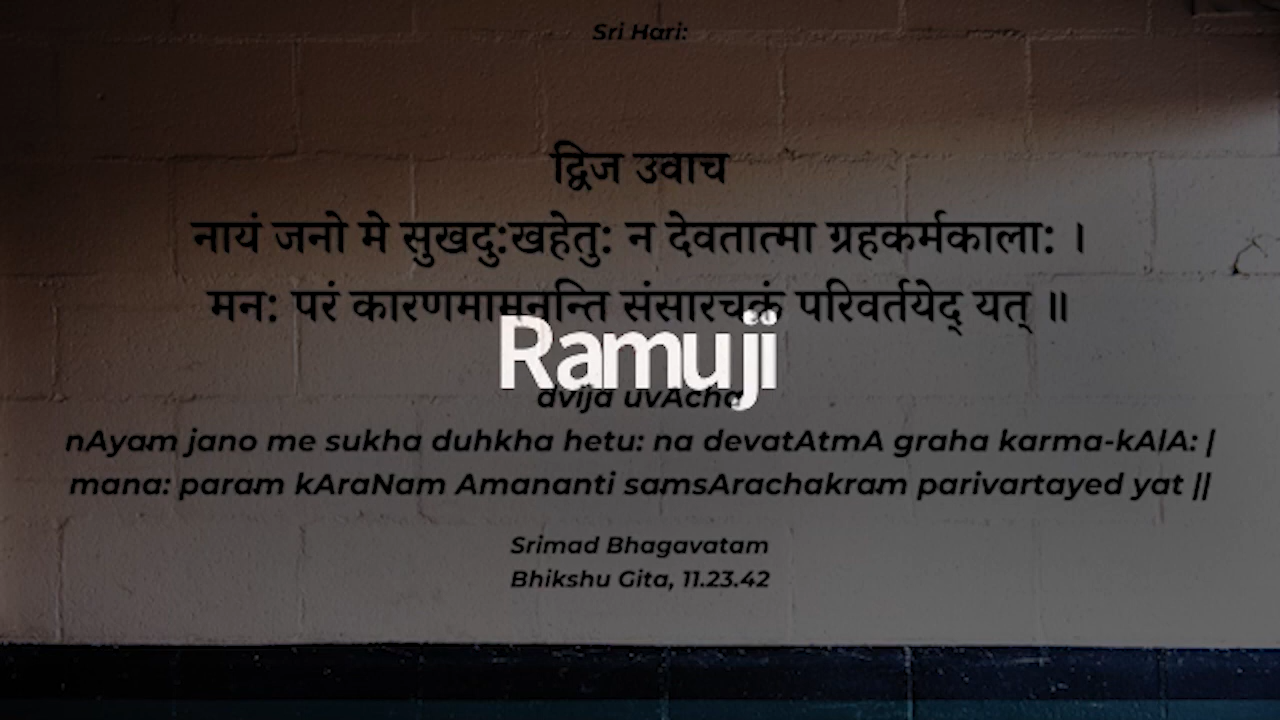 Sri Hari:
द्विज उवाच
नायं जनो मे सुखदु:खहेतु: न देवतात्मा ग्रहकर्मकाला: ।
मन: परं कारणमामनन्ति संसारचक्रं परिवर्तयेद् यत् ॥
Ramuji
dvija uvAcha
nAyam jano me sukha duhkha hetu: na devatAtmA graha karma-kAlA: |
mana: param kAraNam Amananti samsArachakram parivartayed yat ||
Srimad Bhagavatam
Bhikshu Gita, 11.23.42